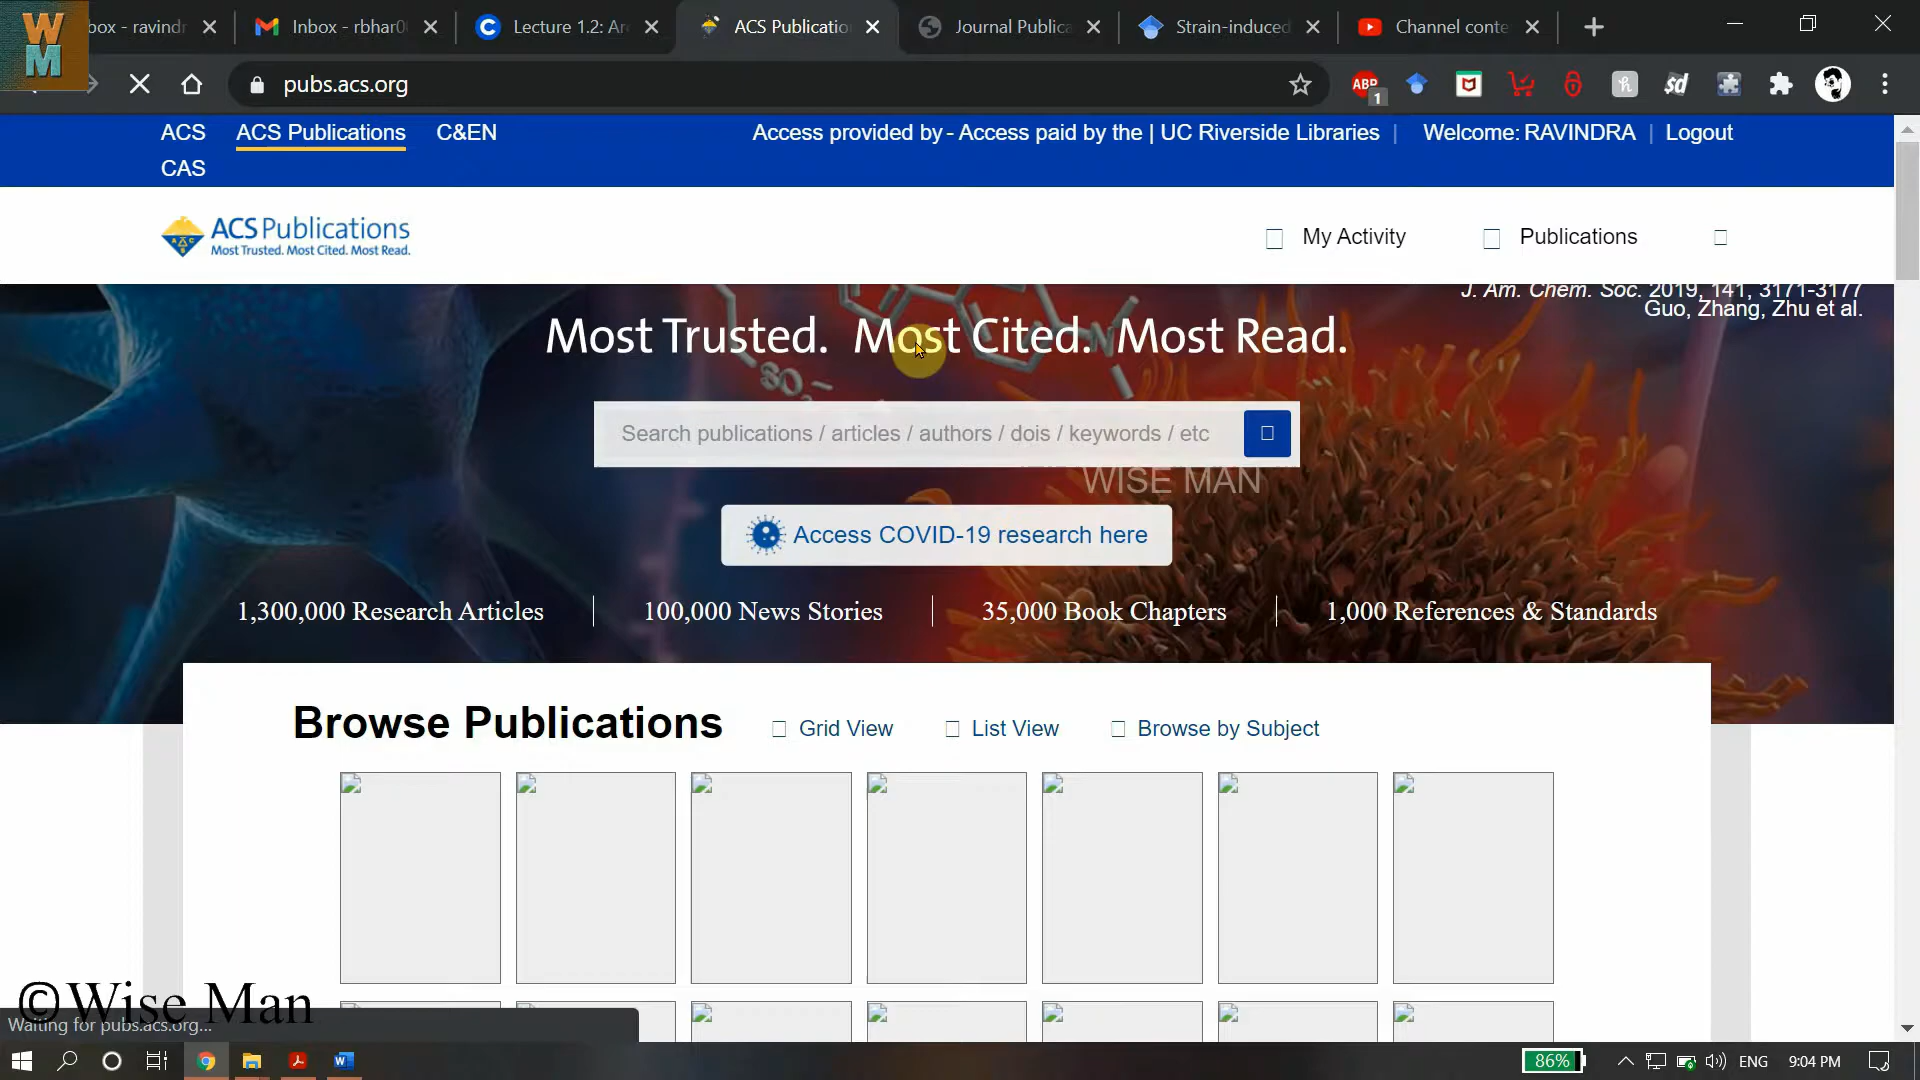 WM
box - ravindr
Inbox - rbhar0
Lecture 1.2: Ar
ACS Publicatio
Journal Publica
Strain-induced
Channel conte
pubs.acs.org
ABP
1
ACS
ACS Publications
C&EN
CAS
Access provided by - Access paid by the | UC Riverside Libraries |
Welcome: RAVINDRA | Logout
ACS Publications
Most Trusted. Most Cited. Most Read.
My Activity
Publications
J. Am. Chem. Soc. 2019, 141, 3171-3177
Guo, Zhang, Zhu et al.
Most Trusted. Most Cited. Most Read.
Search publications / articles / authors / dois / keywords / etc
WISE MAN
Access COVID-19 research here
1,300,000 Research Articles
100,000 News Stories
35,000 Book Chapters
1,000 References & Standards
Browse Publications
Grid View
List View
Browse by Subject
©Wise Man
Waiting for pubs.acs.org...
86%
ENG
9:04 PM